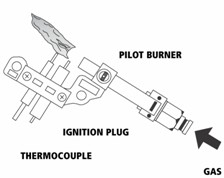 PILOT BURNER
IGNITION PLUG
THERMOCOUPLE
GAS